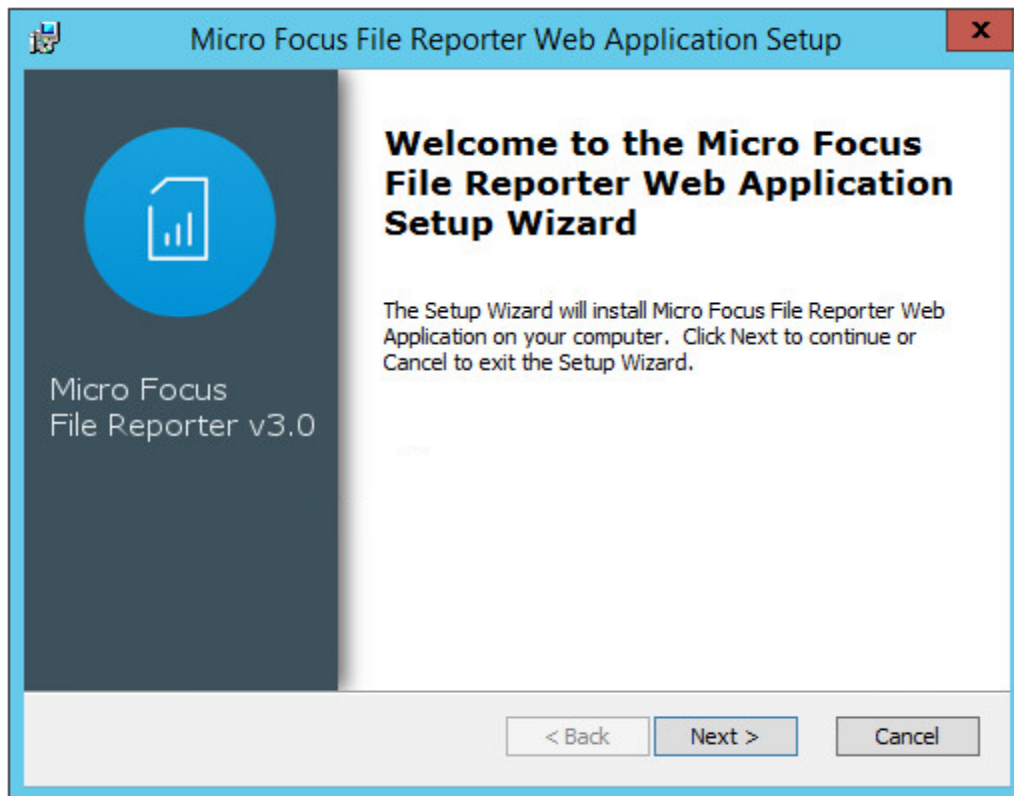 Micro Focus File Reporter Web Application Setup
x
Welcome to the Micro Focus
File Reporter Web Application
Setup Wizard
The Setup Wizard will install Micro Focus File Reporter Web
Application on your computer.  Click Next to continue or
Cancel to exit the Setup Wizard.
Micro Focus
File Reporter v3.0
< Back
Next >
Cancel